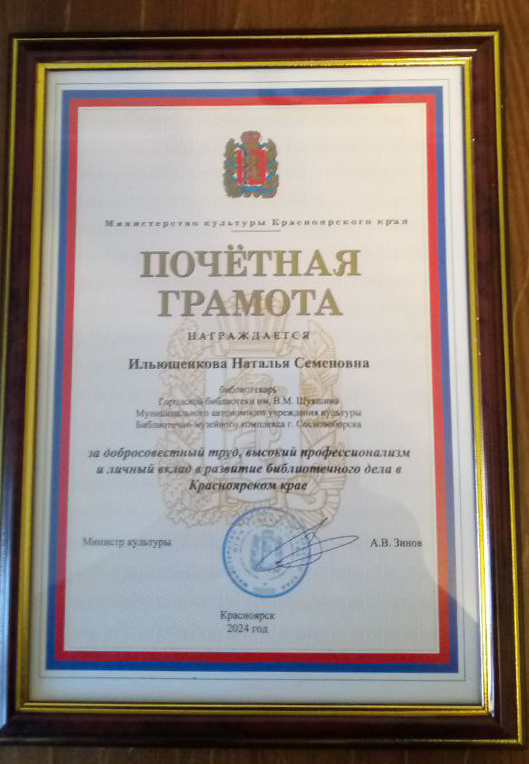 Министерство культуры Красноярского края
ПОЧЁТНАЯ
ГРАМОТА
НАГРАЖДАЕТСЯ
Ильющенкова Наталья Семеновна
библиотекарь
Городской библиотеки им. В.М. Шукшина
Муниципального автономного учреждения культуры
Библиотечно-музейного комплекса г. Сосновоборска
за добросовестный труд, высокий профессионализм
и личный вклад в развитие библиотечного дела в
Красноярском крае
Министр культуры
А.В. Зинов
Красноярск
2024 год